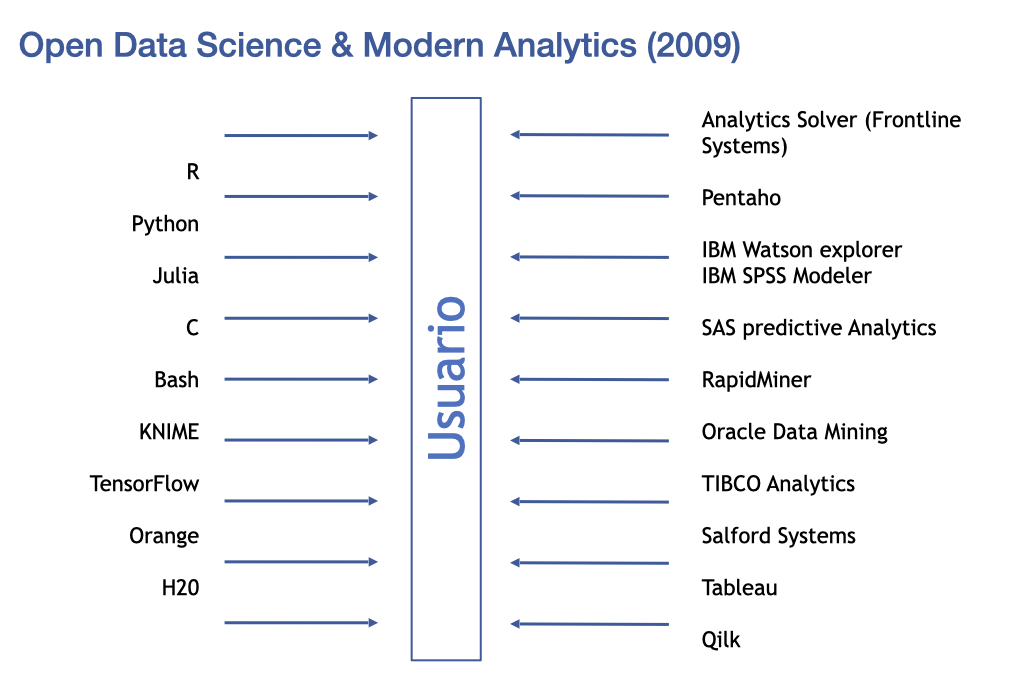 Open Data Science & Modern Analytics (2009)
R
Python
Julia
C
Bash
KNIME
TensorFlow
Orange
H20
Usuario
Analytics Solver (Frontline
Systems)
Pentaho
IBM Watson explorer
IBM SPSS Modeler
SAS predictive Analytics
RapidMiner
Oracle Data Mining
TIBCO Analytics
Salford Systems
Tableau
Qilk